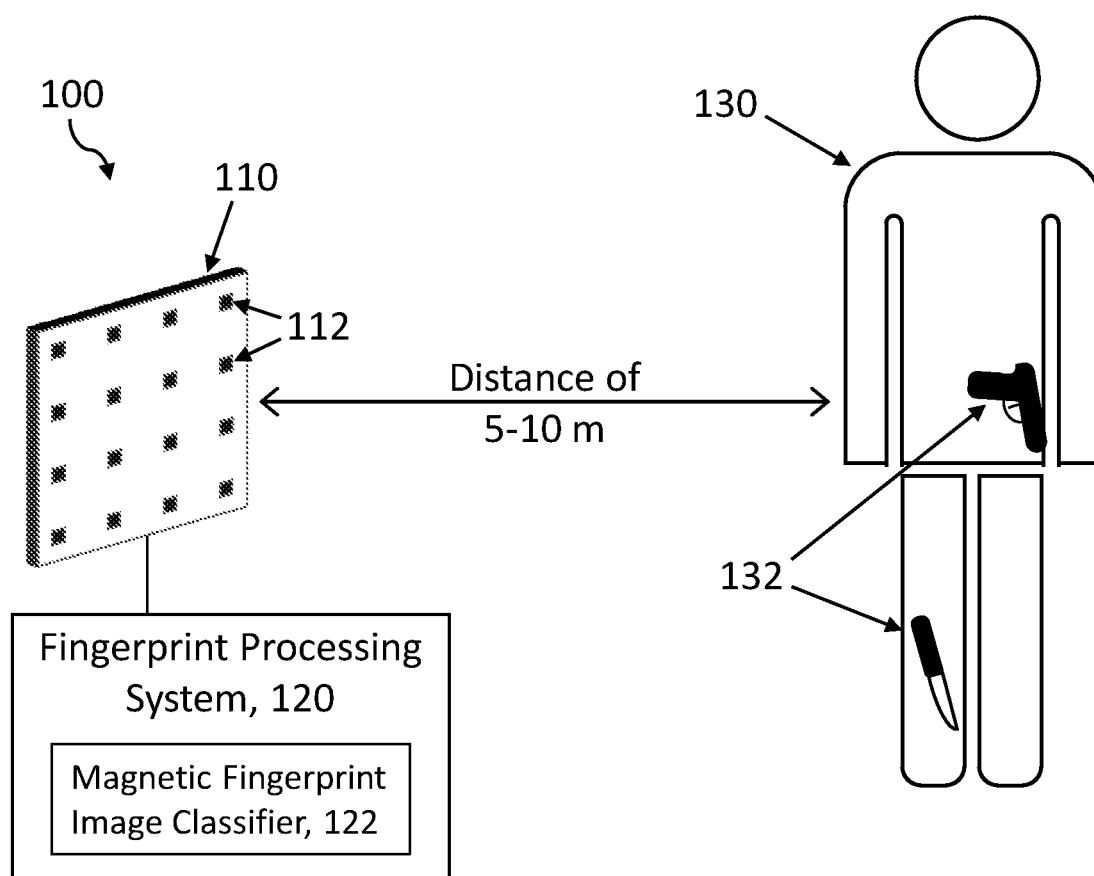 100
130
110
112
Distance of
5-10 m
132
Fingerprint Processing
System, 120
Magnetic Fingerprint
Image Classifier, 122